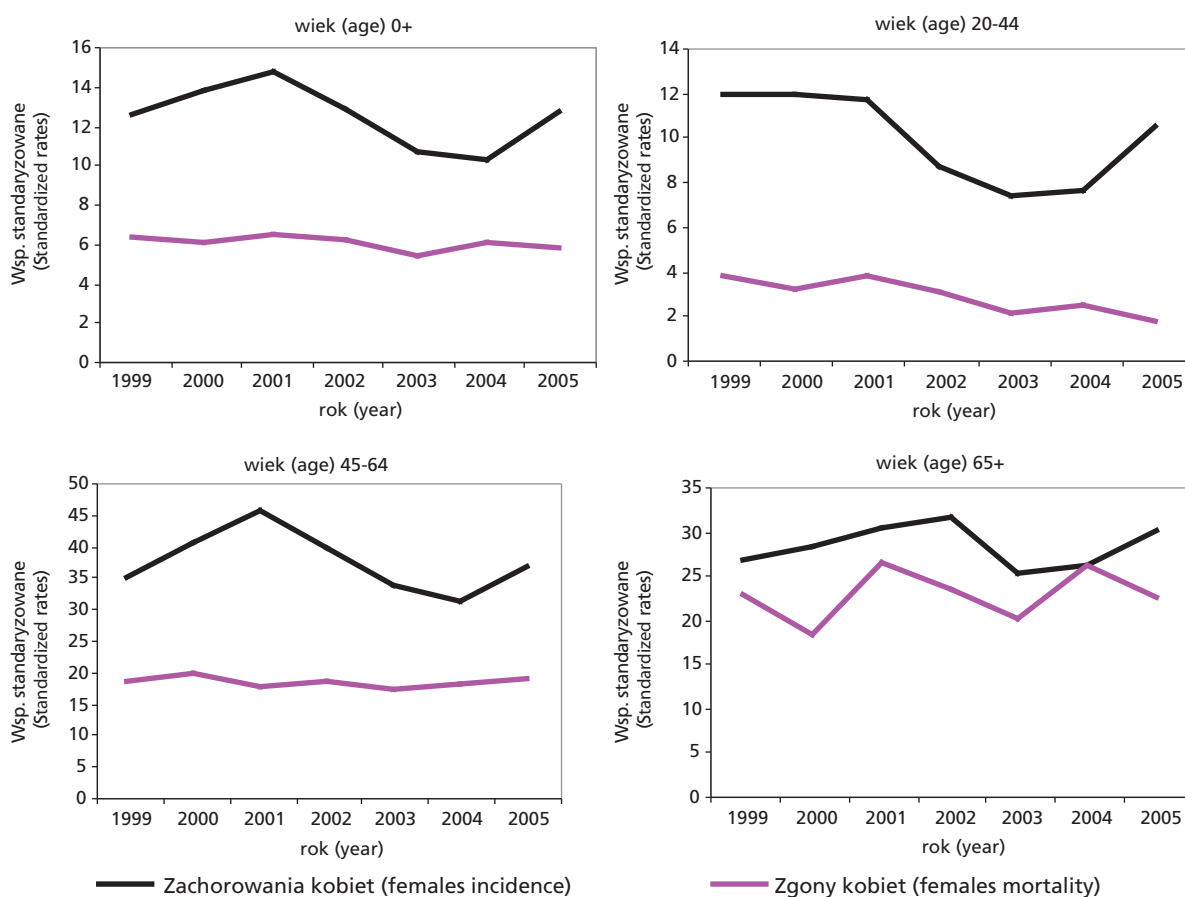 wiek (age) 0+
Wsp. standaryzowane
(Standardized rates)
16
14
12
10
8
6
4
2
0
1999 2000 2001 2002 2003 2004 2005
rok (year)
wiek (age) 20-44
Wsp. standaryzowane
(Standardized rates)
14
12
10
8
6
4
2
0
1999 2000 2001 2002 2003 2004 2005
rok (year)
wiek (age) 45-64
Wsp. standaryzowane
(Standardized rates)
50
45
40
35
30
25
20
15
10
5
0
1999 2000 2001 2002 2003 2004 2005
rok (year)
wiek (age) 65+
Wsp. standaryzowane
(Standardized rates)
35
30
25
20
15
10
5
0
1999 2000 2001 2002 2003 2004 2005
rok (year)
Zachorowania kobiet (females incidence)
Zgony kobiet (females mortality)